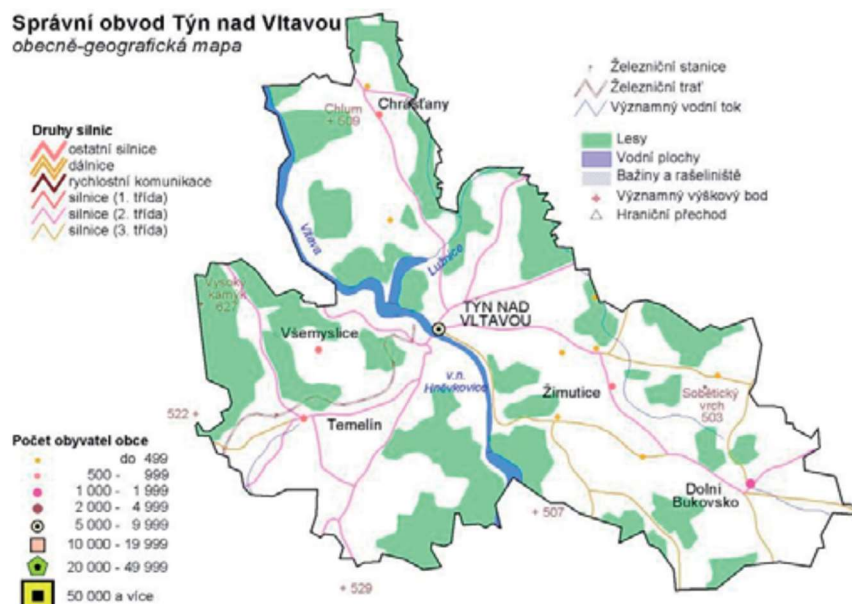 Správní obvod Týn nad Vltavou
obecně-geografická mapa
Druhy silnic
ostatní silnice
dálnice
rychlostní komunikace
silnice (1. třída)
silnice (2. třída)
silnice (3. třída)
Železniční stanice
Železniční trať
Významný vodní tok
Lesy
Vodní plochy
Bažiny a rašeliniště
Významný výškový bod
Hraniční přechod
Chlum
+ 609
Chrášťany
Vltava
Lužnice
Vysoký
kamýk
627
TÝN NAD
VLTAVOU
Všemyslice
v.n.
Hněvkovice
Žimutice
Sobětický
vrch
503
522 +
Temelín
Dolní
Bukovsko
+ 507
+ 529
Počet obyvatel obce
do 499
500 - 999
1 000 - 1 999
2 000 - 4 999
5 000 - 9 999
10 000 - 19 999
20 000 - 49 999
50 000 a více